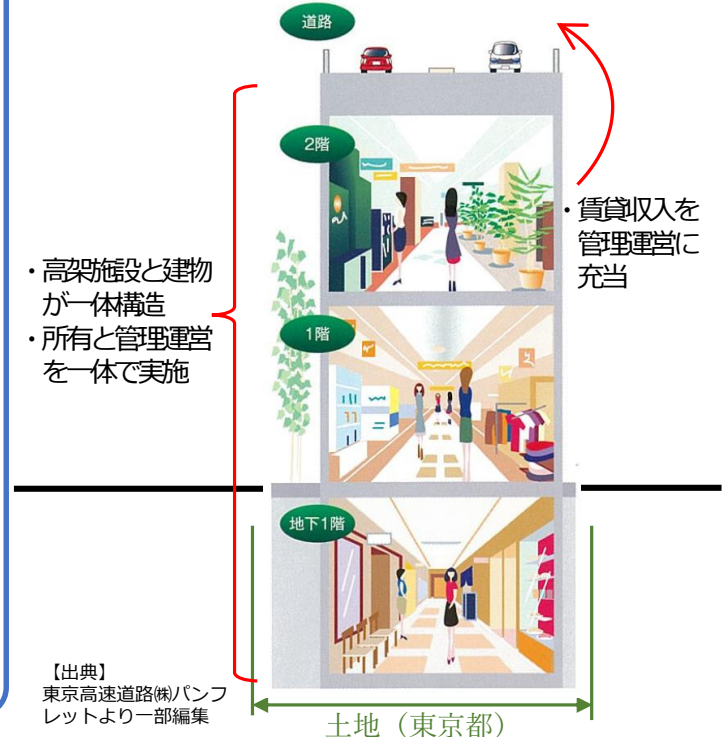 道路
2階
・賃貸収入を
管理運営に
充当
・高架施設と建物
が一体構造
・所有と管理運営
を一体で実施
1階
地下1階
【出典】
東京高速道路㈱パンフ
レットより一部編集
土地（東京都）